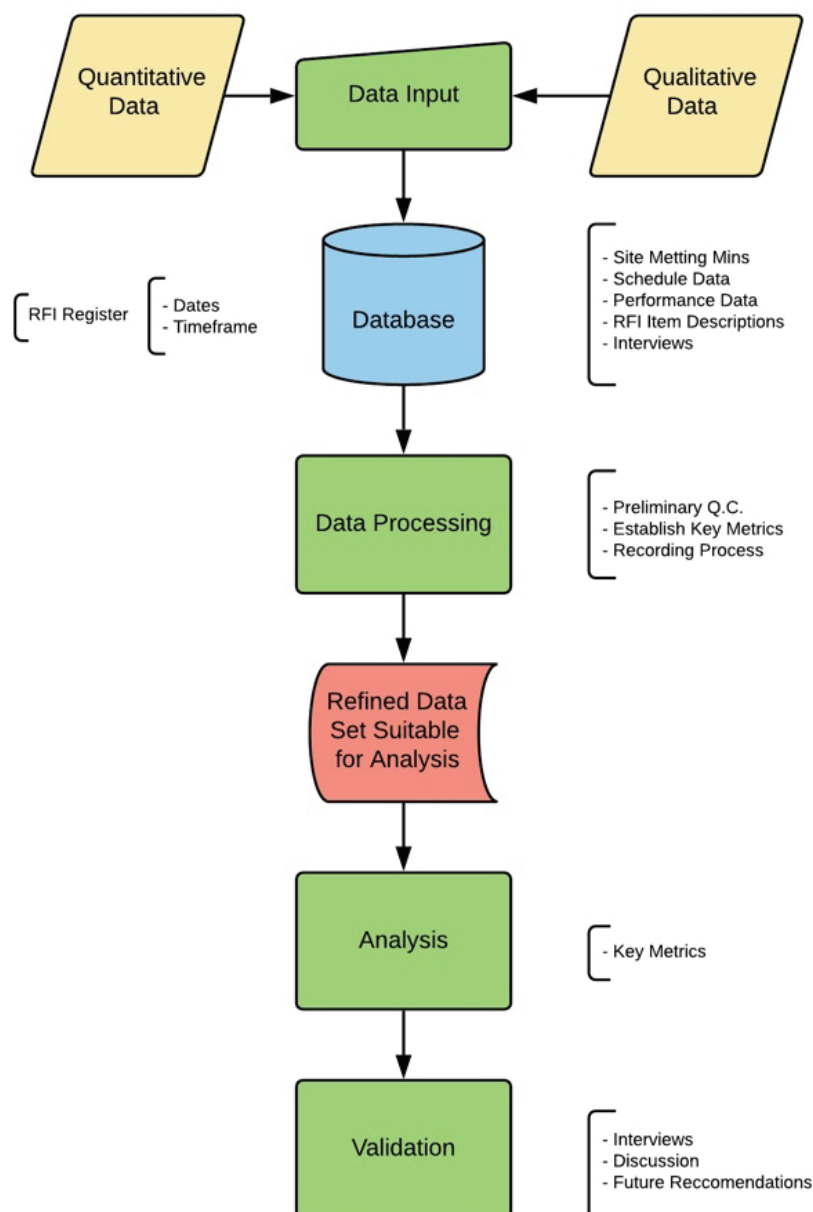 Quantitative
Data
Data Input
Qualitative
Data
RFI Register
- Dates
- Timeframe
Database
- Site Metting Mins
- Schedule Data
- Performance Data
- RFI Item Descriptions
- Interviews
Data Processing
- Preliminary Q.C.
- Establish Key Metrics
- Recording Process
Refined Data
Set Suitable
for Analysis
Analysis
- Key Metrics
Validation
- Interviews
- Discussion
- Future Reccomendations